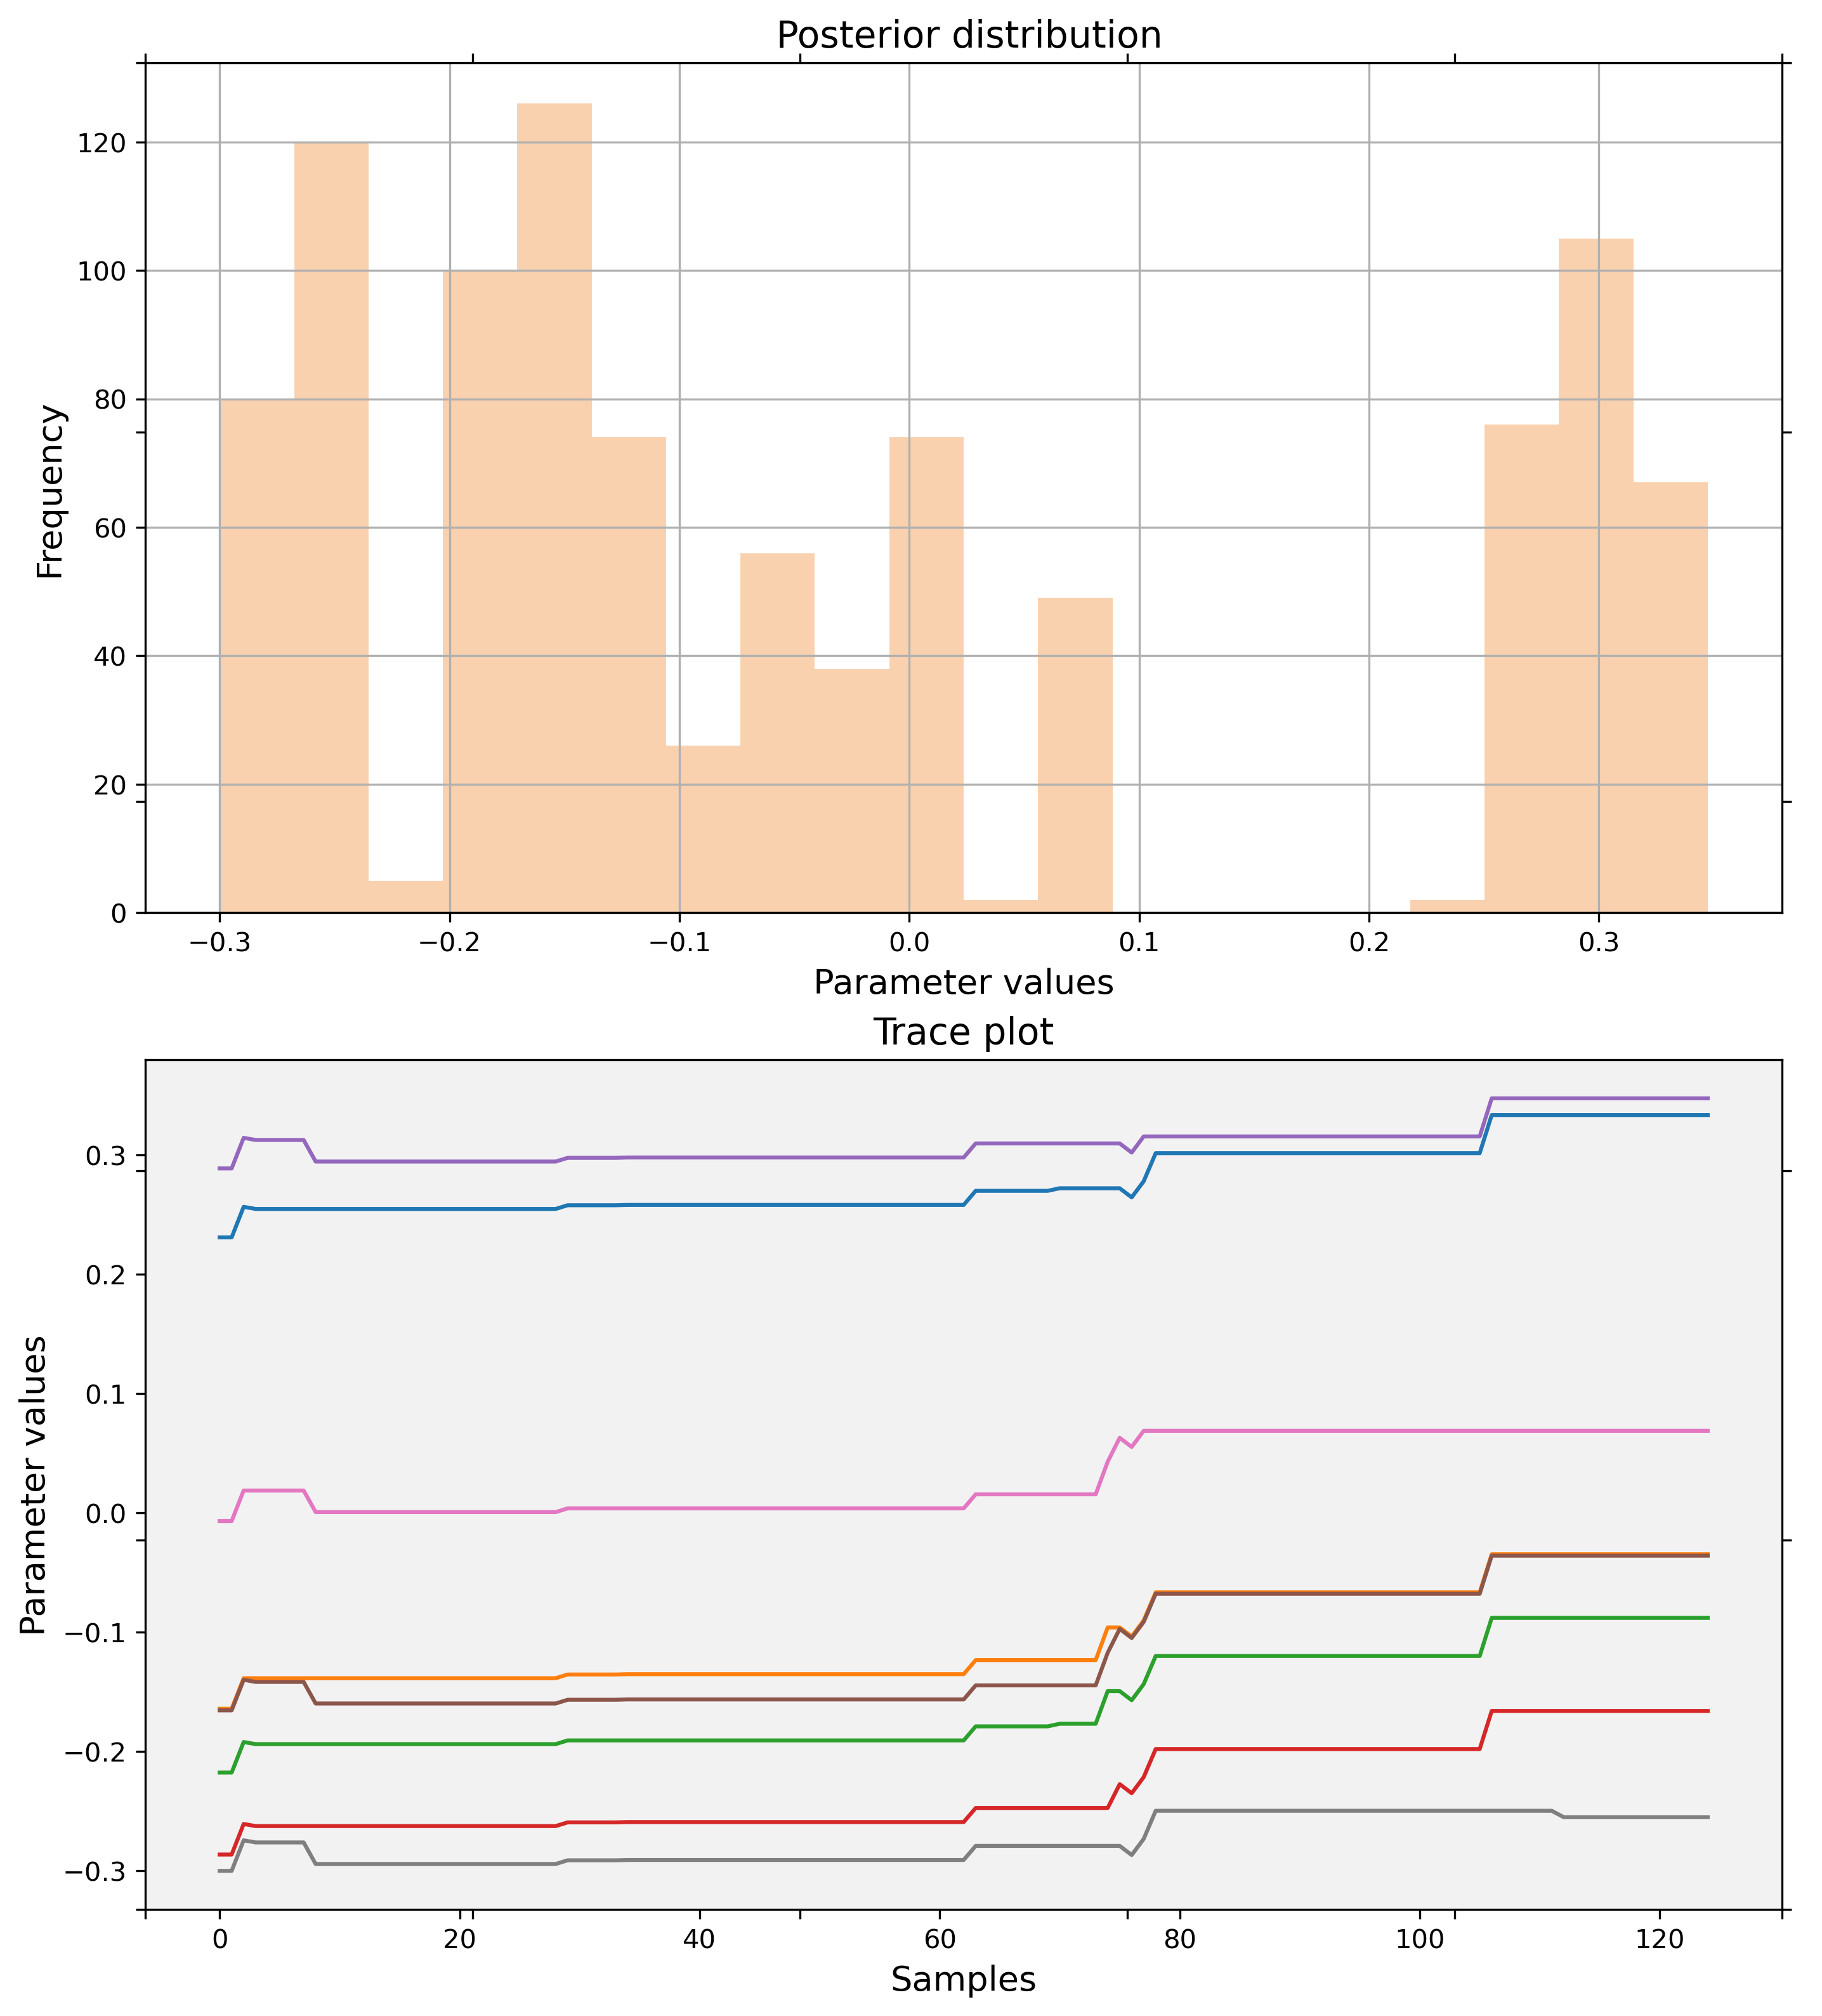 Posterior distribution
120
100
80
60
40
20
0
Frequency
−0.3 −0.2 −0.1 0.0 0.1 0.2 0.3
Parameter values
Trace plot
0.3
0.2
0.1
0.0
−0.1
−0.2
−0.3
Parameter values
0 20 40 60 80 100 120
Samples